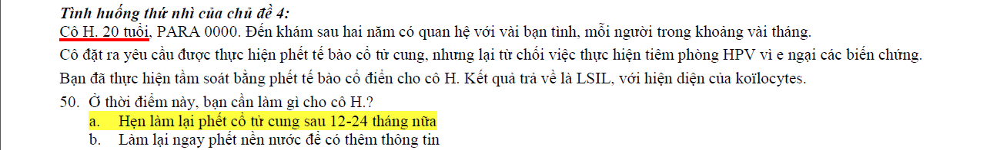 Tình huống thứ nhì của chủ đề 4:
Cô H. 20 tuổi, PARA 0000. Đến khám sau hai năm có quan hệ với vài bạn tình, mỗi người trong khoảng vài tháng.
Cô đặt ra yêu cầu được thực hiện phết tế bào cổ tử cung, nhưng lại từ chối việc thực hiện tiêm phòng HPV vì e ngại các biến chứng.
Bạn đã thực hiện tầm soát bằng phết tế bào cổ điển cho cô H. Kết quả trả về là LSIL, với hiện diện của koïlocytes.
50. Ở thời điểm này, bạn cần làm gì cho cô H.?
a. Hẹn làm lại phết cổ tử cung sau 12-24 tháng nữa
b. Làm lại ngay phết nền nước để có thêm thông tin